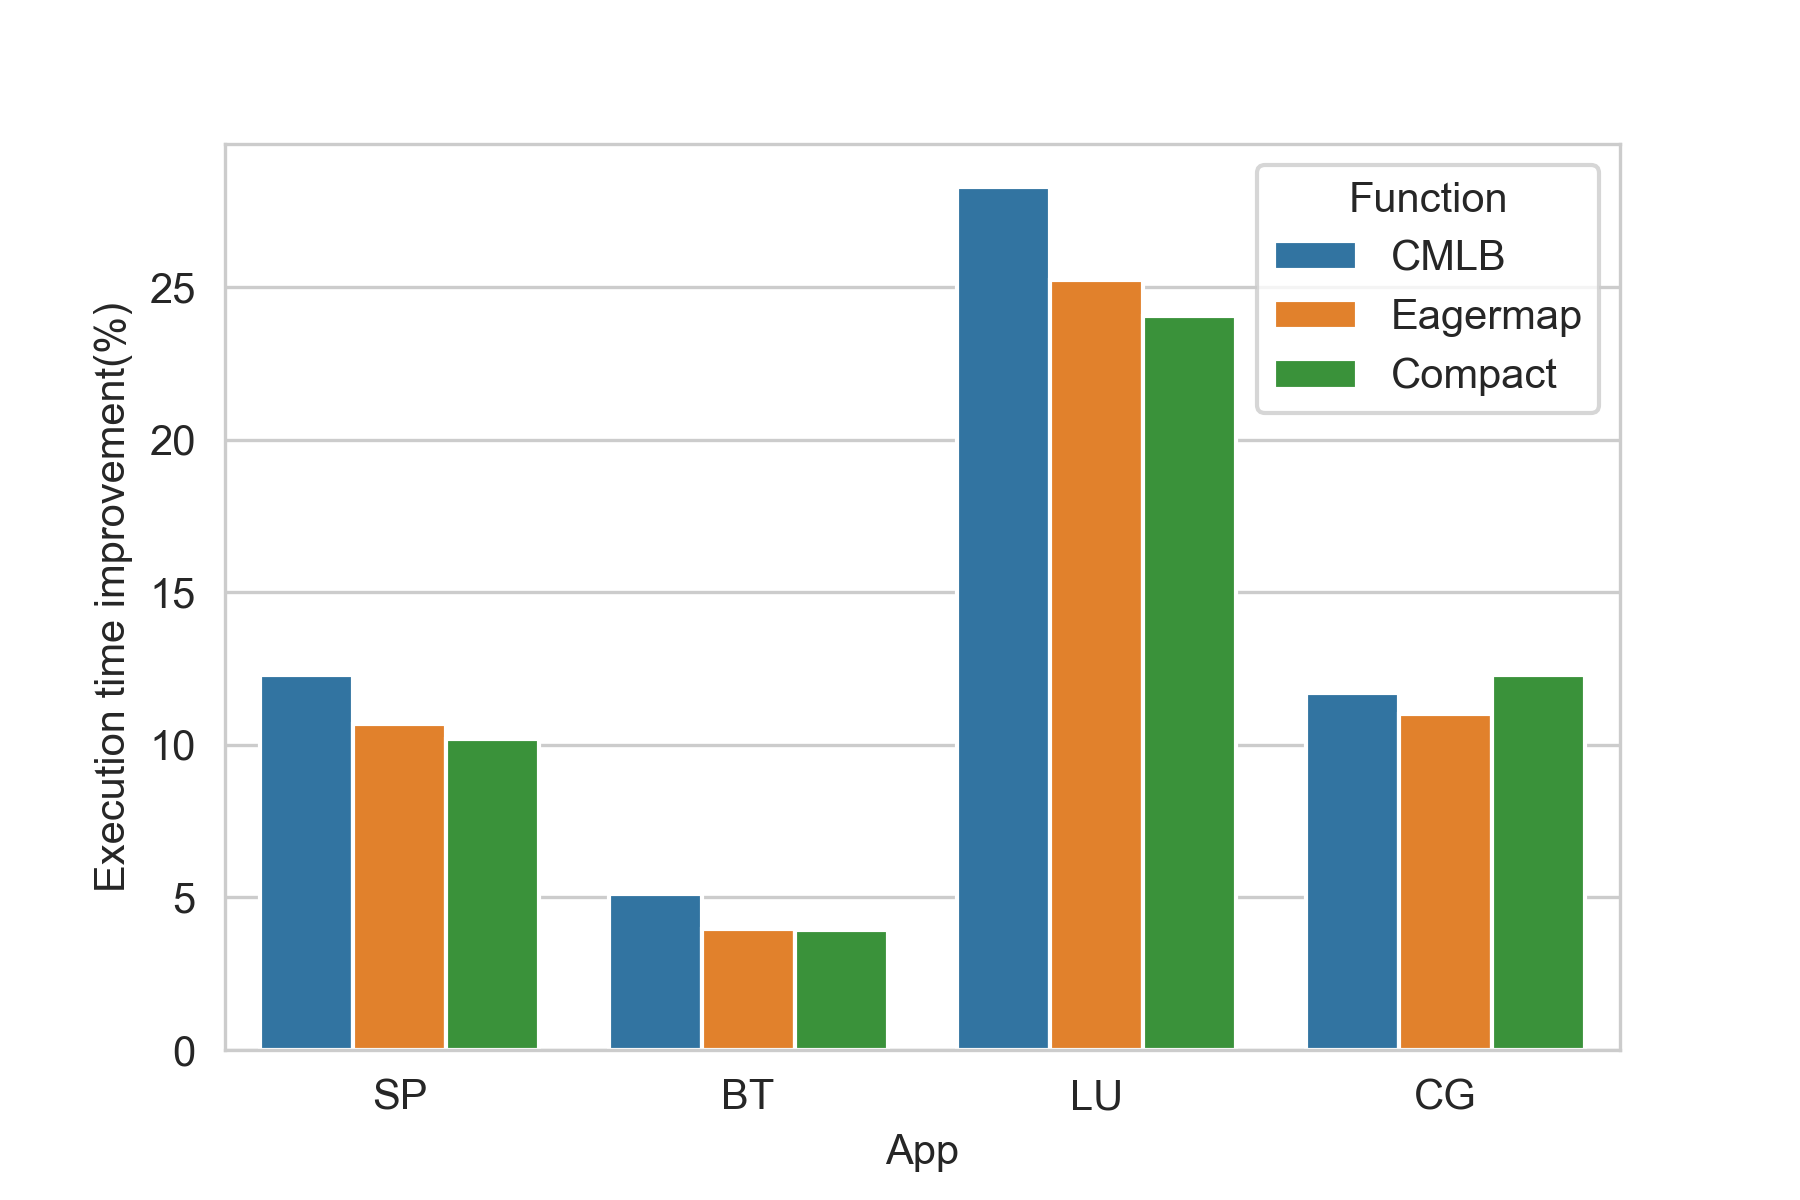 Function
CMLB
Eagermap
Compact
Execution time improvement(%)
25
20
15
10
5
0
SP BT LU CG
App